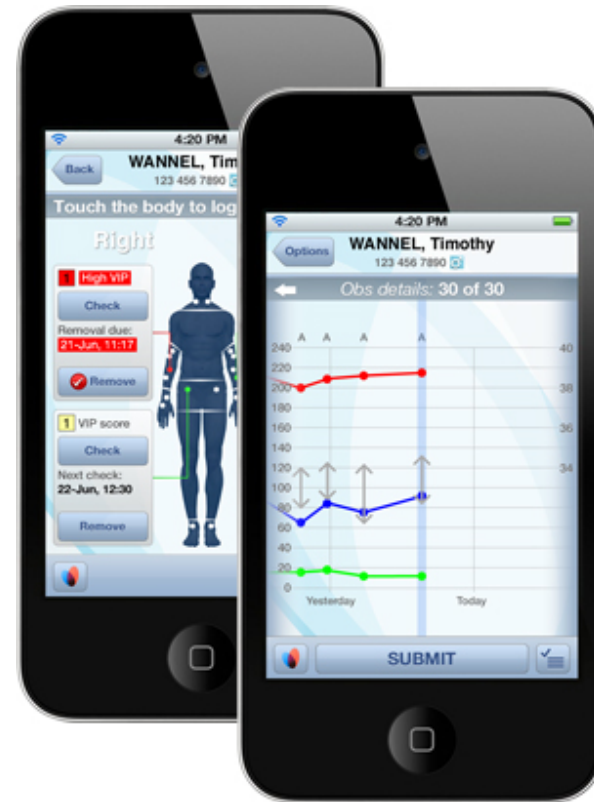 4:20 PM
Back
WANNEL, Tim
123 456 7890
Touch the body to log
Right
1 High VIP
Check
Removal due:
21-Jun, 11:17
Remove
1 VIP score
Check
Next check:
22-Jun, 12:30
Remove
4:20 PM
Options
WANNEL, Timothy
123 456 7890
Obs details: 30 of 30
A A A A
240 40
220
200 38
180
160 36
140
120 34
100
80
60
40
20
0
Yesterday Today
SUBMIT